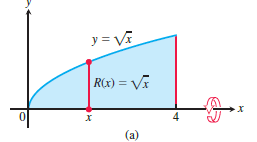 y
y = √x
R(x) = √x
0
x
4
x
(a)